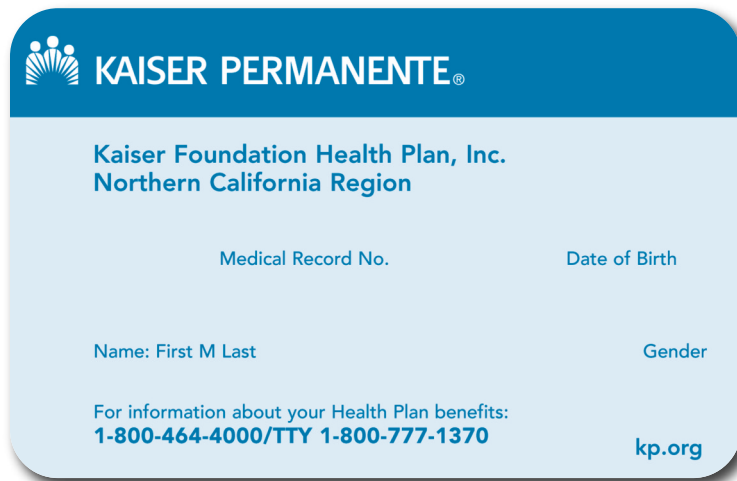 KAISER PERMANENTE®
Kaiser Foundation Health Plan, Inc.
Northern California Region
Medical Record No. Date of Birth
Name: First M Last Gender
For information about your Health Plan benefits:
1-800-464-4000/TTY 1-800-777-1370
kp.org